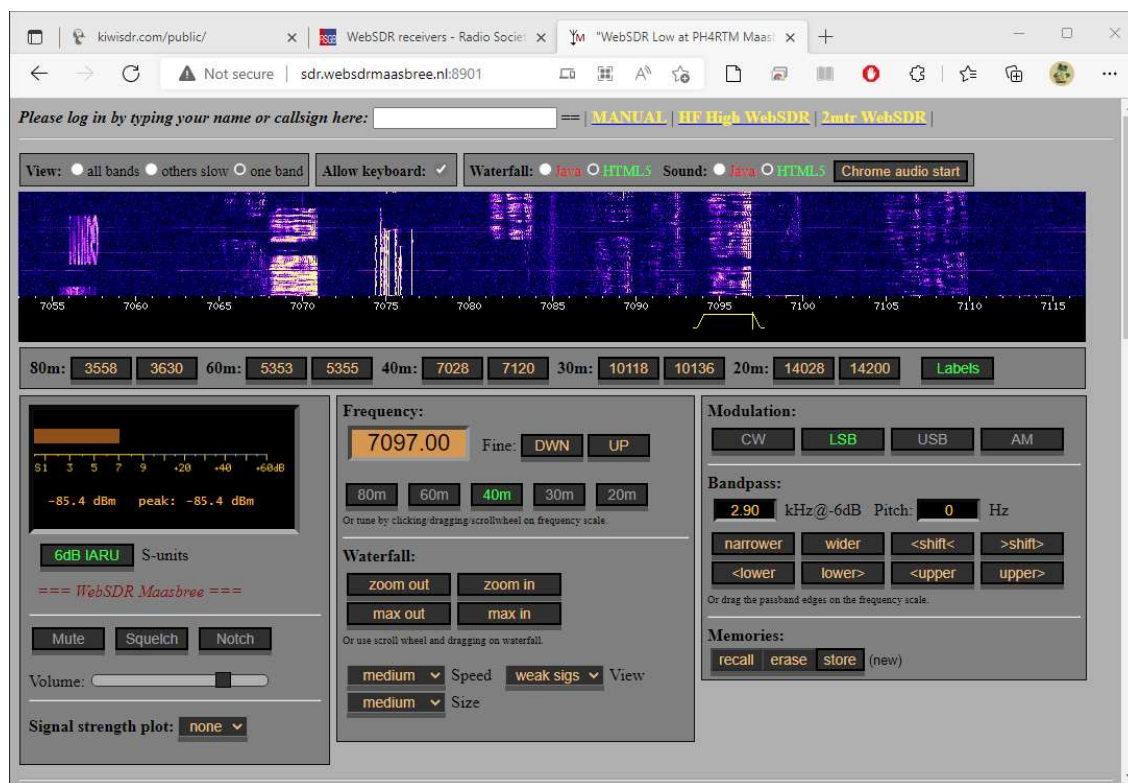 kiwisdr.com/public/ WebSDR receivers - Radio Societ "WebSDR Low at PH4RTM Maas
Not secure sdr.websdrmaasbree.nl:8901
Please log in by typing your name or callsign here: == | MANUAL | HF High WebSDR | 2mtr WebSDR |
View: all bands others slow one band Allow keyboard: Waterfall: Java HTML5 Sound: Java HTML5 Chrome audio start
7055 7060 7065 7070 7075 7080 7085 7090 7095 7100 7105 7110 7115
80m: 3558 3630 60m: 5353 5355 40m: 7028 7120 30m: 10118 10136 20m: 14028 14200 Labels
S1 3 5 7 9 +20 +40 +60dB
-85.4 dBm peak: -85.4 dBm
6dB IARU S-units
=== WebSDR Maasbree ===
Mute Squelch Notch
Volume:
Signal strength plot: none
Frequency:
7097.00 Fine: DWN UP
80m 60m 40m 30m 20m
Or tune by clicking/dragging/scrollwheel on frequency scale.
Waterfall:
zoom out zoom in
max out max in
Or use scroll wheel and dragging on waterfall.
medium Speed weak sigs View
medium Size
Modulation:
CW LSB USB AM
Bandpass:
2.90 kHz@-6dB Pitch: 0 Hz
narrower wider <shift< >shift>
<lower lower> <upper upper>
Or drag the passband edges on the frequency scale.
Memories:
recall erase store (new)